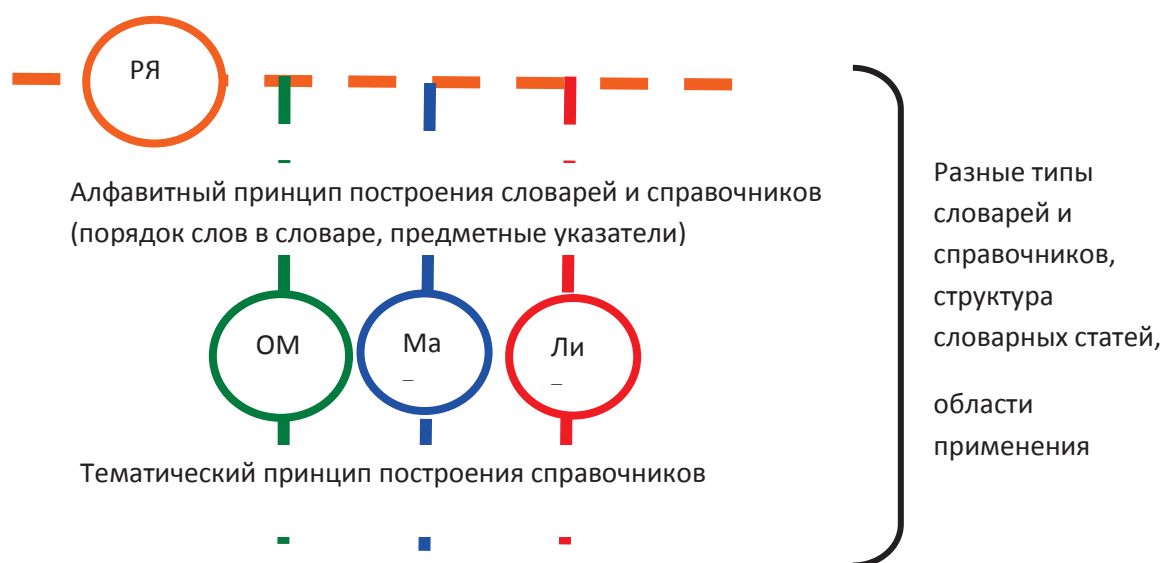 РЯ
Алфавитный принцип построения словарей и справочников
(порядок слов в словаре, предметные указатели)
ОМ
Ма
Ли
Тематический принцип построения справочников
Разные типы
словарей и
справочников,
структура
словарных статей,
области
применения